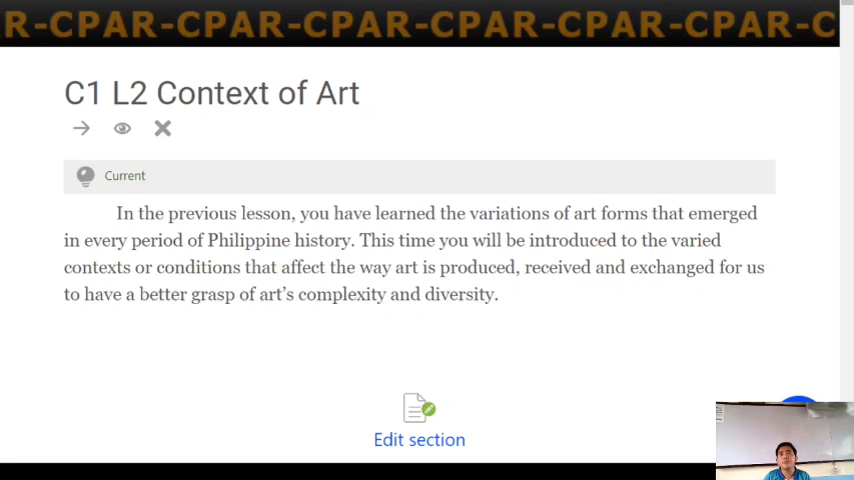 R-CPAR-CPAR-CPAR-CPAR-CPAR-CPAR-CPAR-C
C1 L2 Context of Art
Current
In the previous lesson, you have learned the variations of art forms that emerged
in every period of Philippine history. This time you will be introduced to the varied
contexts or conditions that affect the way art is produced, received and exchanged for us
to have a better grasp of art's complexity and diversity.
Edit section